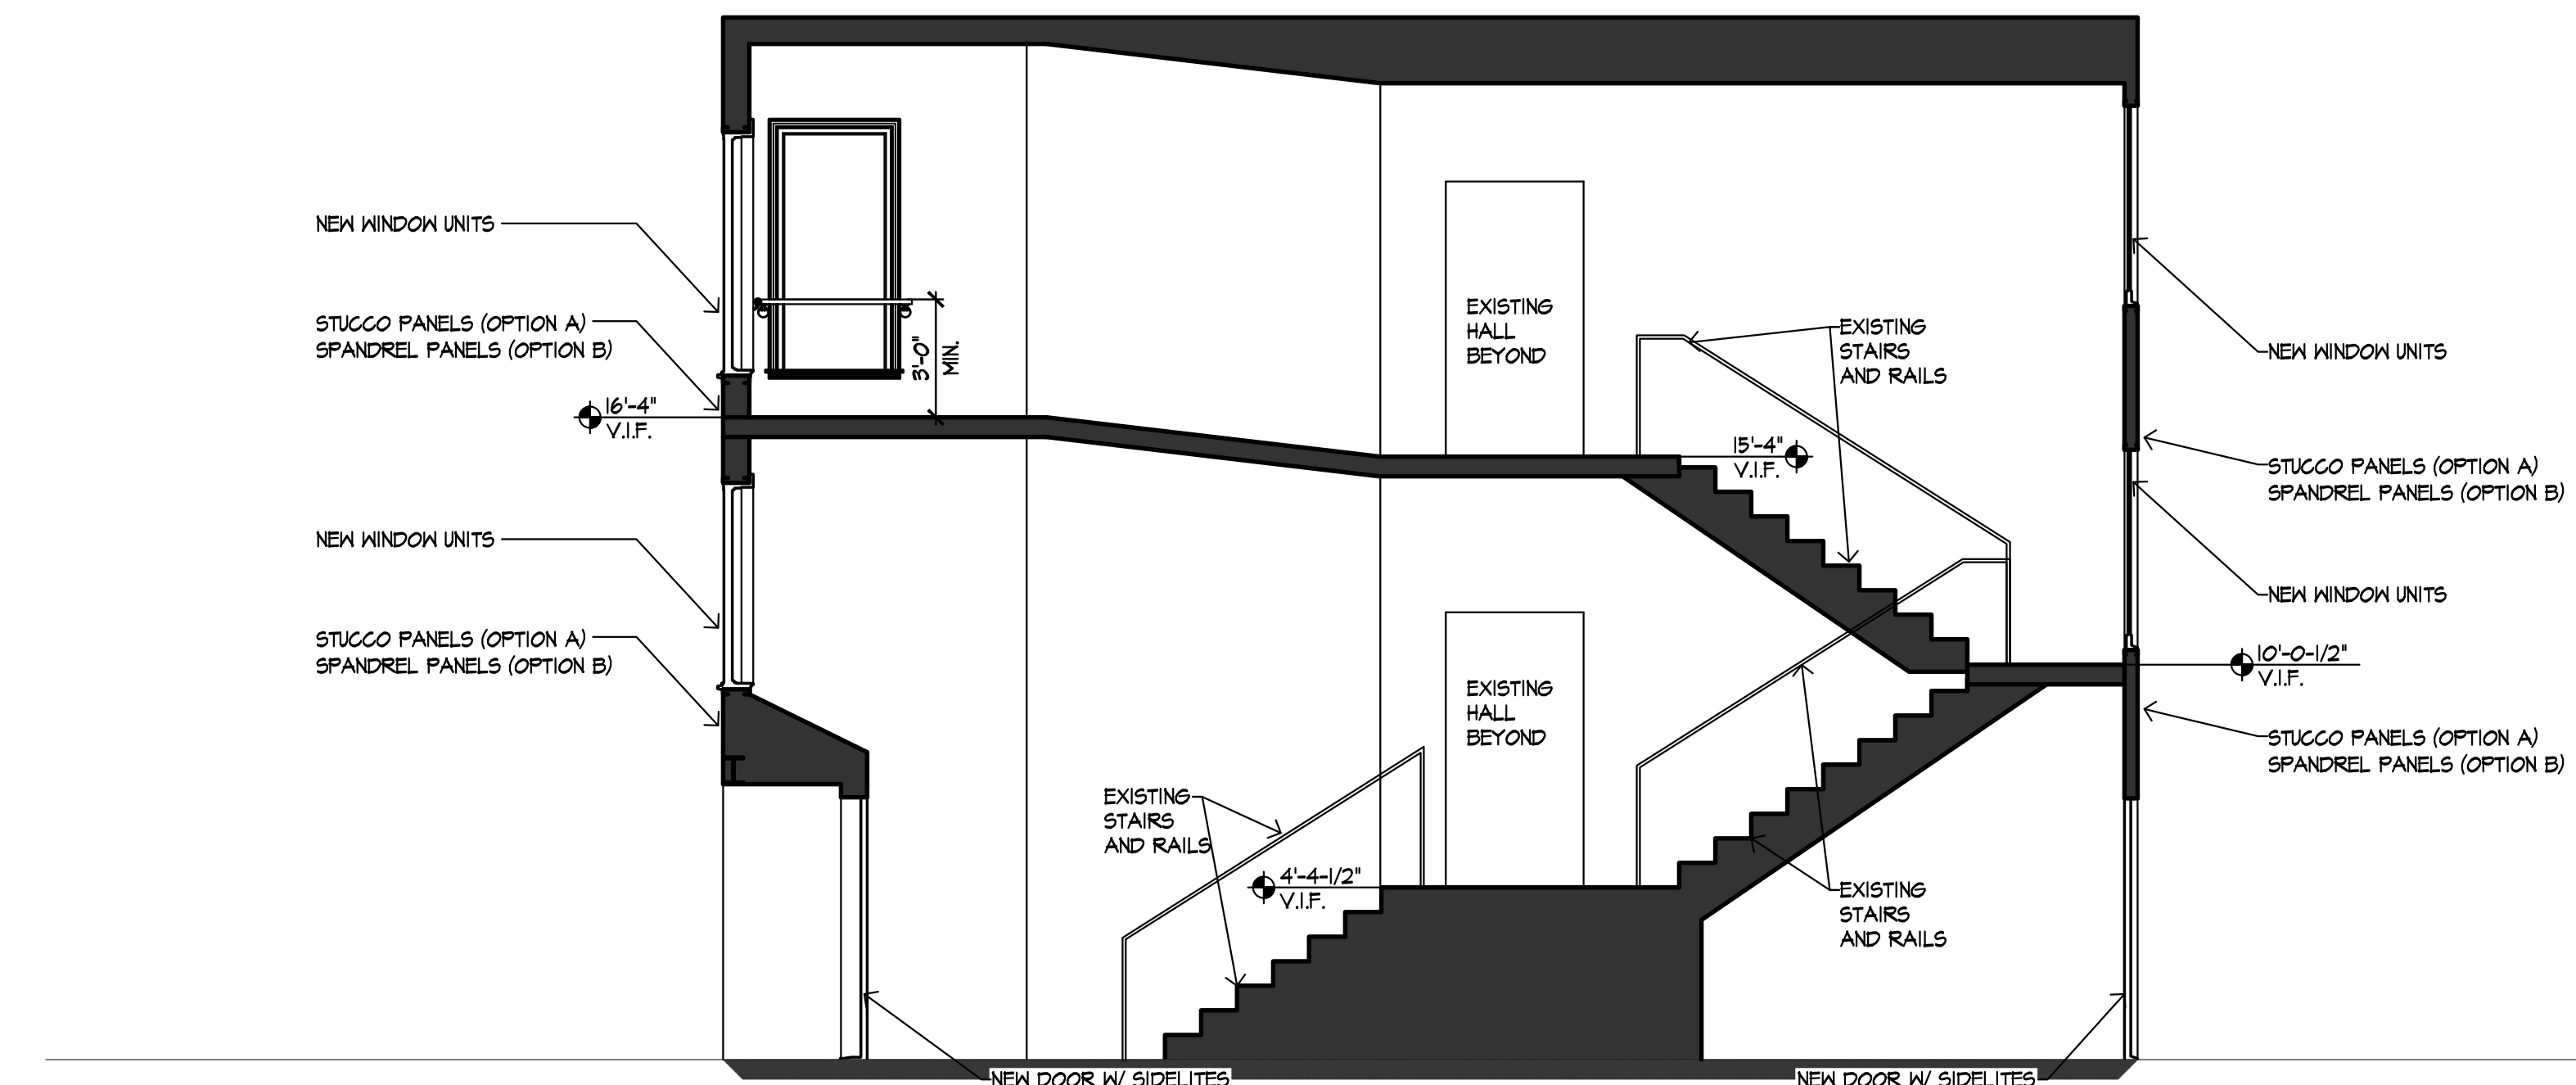 NEW WINDOW UNITS
STUCCO PANELS (OPTION A)
SPANDREL PANELS (OPTION B)
16'-4"
V.I.F.
NEW WINDOW UNITS
STUCCO PANELS (OPTION A)
SPANDREL PANELS (OPTION B)
3'-0"
MIN.
EXISTING
HALL
BEYOND
EXISTING
STAIRS
AND RAILS
15'-4"
V.I.F.
NEW WINDOW UNITS
STUCCO PANELS (OPTION A)
SPANDREL PANELS (OPTION B)
NEW WINDOW UNITS
10'-0-1/2"
V.I.F.
STUCCO PANELS (OPTION A)
SPANDREL PANELS (OPTION B)
EXISTING
HALL
BEYOND
EXISTING
STAIRS
AND RAILS
4'-4-1/2"
V.I.F.
EXISTING
STAIRS
AND RAILS
NEW DOOR W/ SIDELITES
NEW DOOR W/ SIDELITES